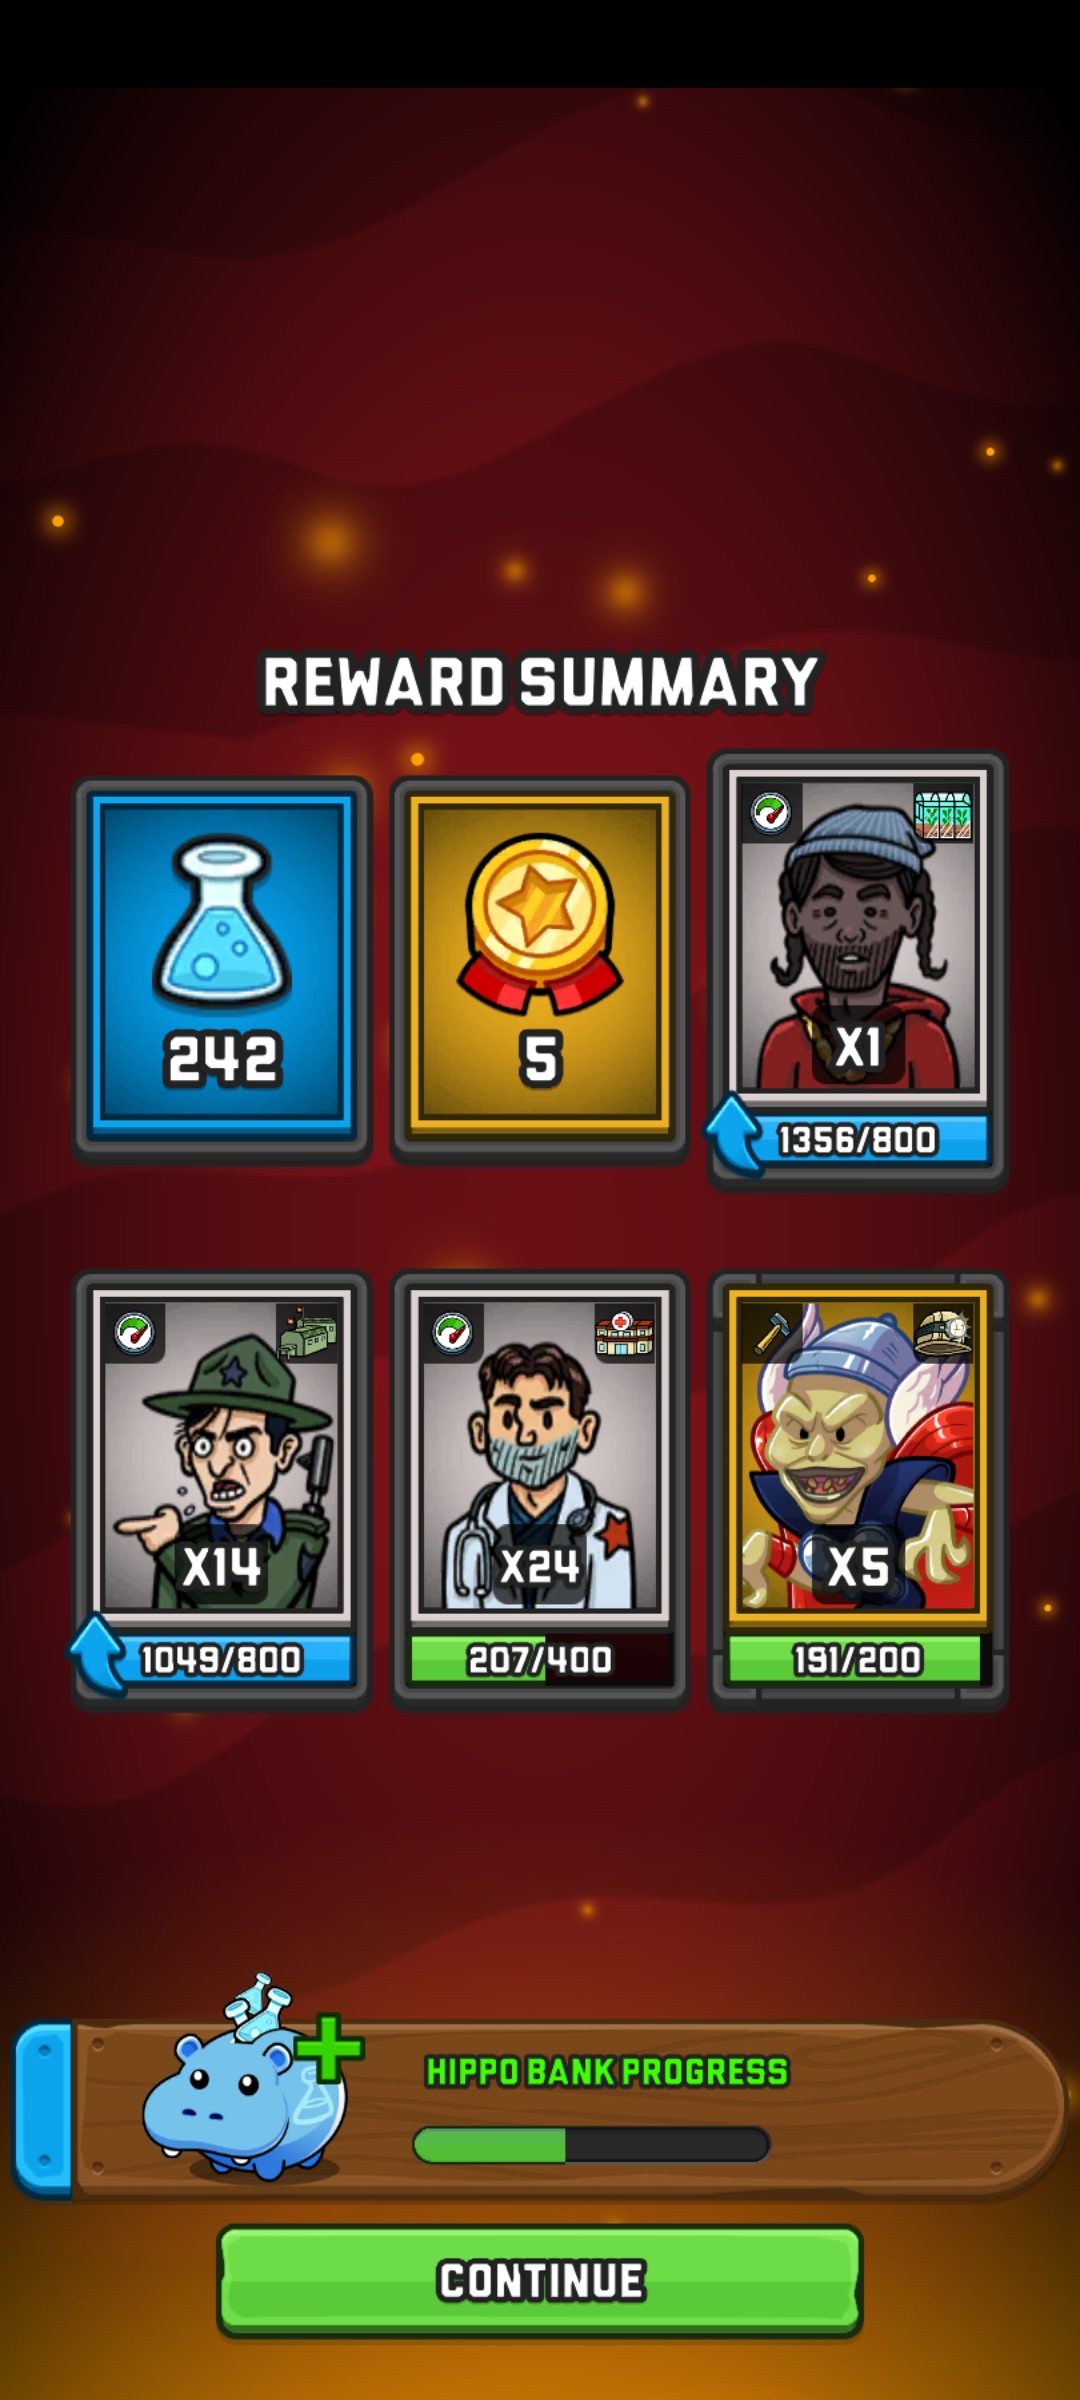 REWARD SUMMARY
242
5
X1
1356/800
X14
1049/800
X24
207/400
X5
191/200
HIPPO BANK PROGRESS
CONTINUE